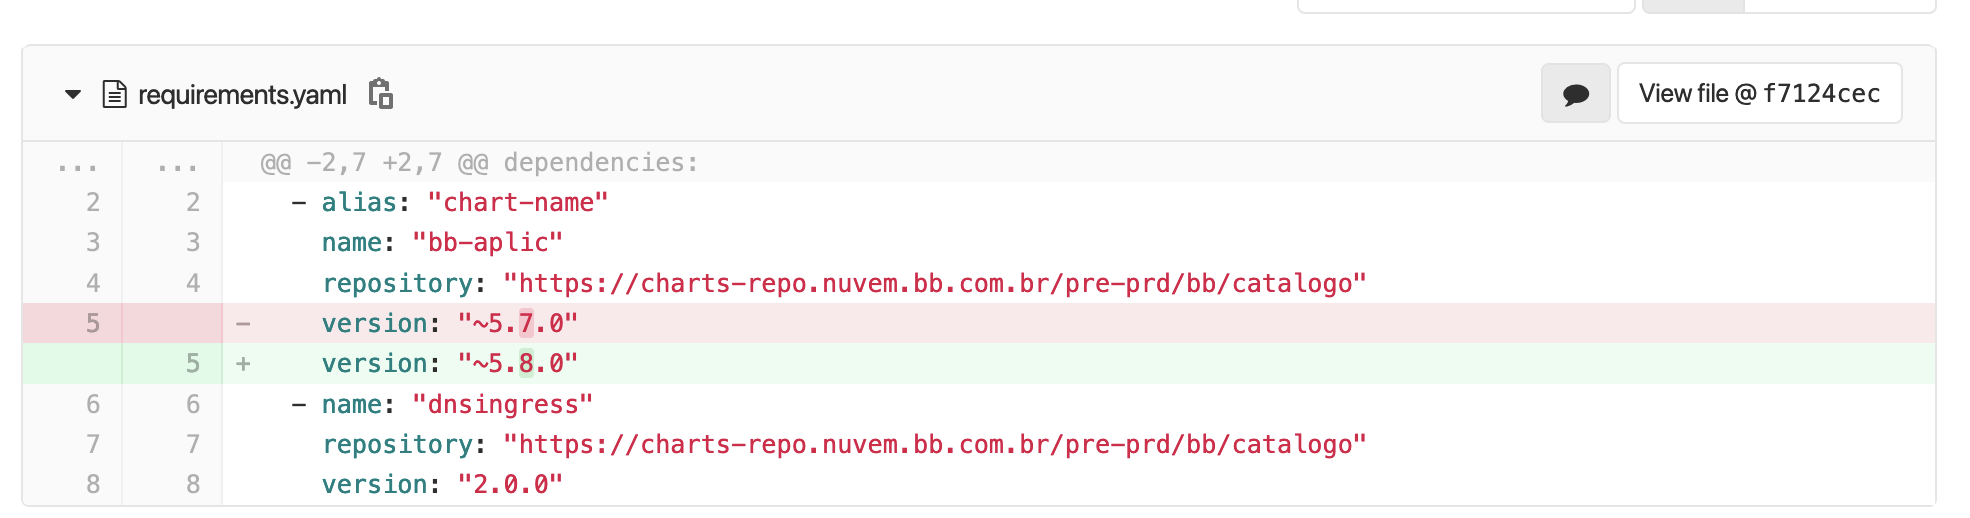 requirements.yaml View file @ f7124cec
... ... @@ -2,7 +2,7 @@ dependencies:
2 2 - alias: "chart-name"
3 3 name: "bb-aplic"
4 4 repository: "https://charts-repo.nuvem.bb.com.br/pre-prd/bb/catalogo"
5 - version: "~5.7.0"
5 + version: "~5.8.0"
6 6 - name: "dnsingress"
7 7 repository: "https://charts-repo.nuvem.bb.com.br/pre-prd/bb/catalogo"
8 8 version: "2.0.0"